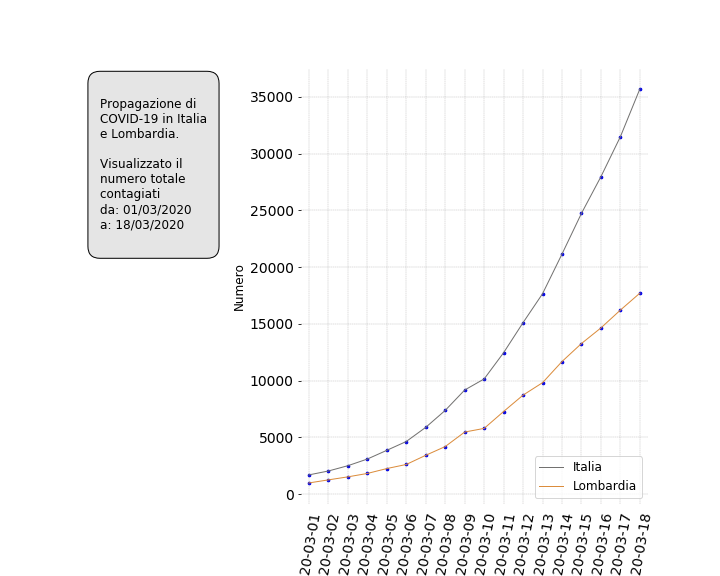 Propagazione di
COVID-19 in Italia
e Lombardia.
Visualizzato il
numero totale
contagiati
da: 01/03/2020
a: 18/03/2020
Numero
35000
30000
25000
20000
15000
10000
5000
0
Italia
Lombardia
20-03-01
20-03-02
20-03-03
20-03-04
20-03-05
20-03-06
20-03-07
20-03-08
20-03-09
20-03-10
20-03-11
20-03-12
20-03-13
20-03-14
20-03-15
20-03-16
20-03-17
20-03-18